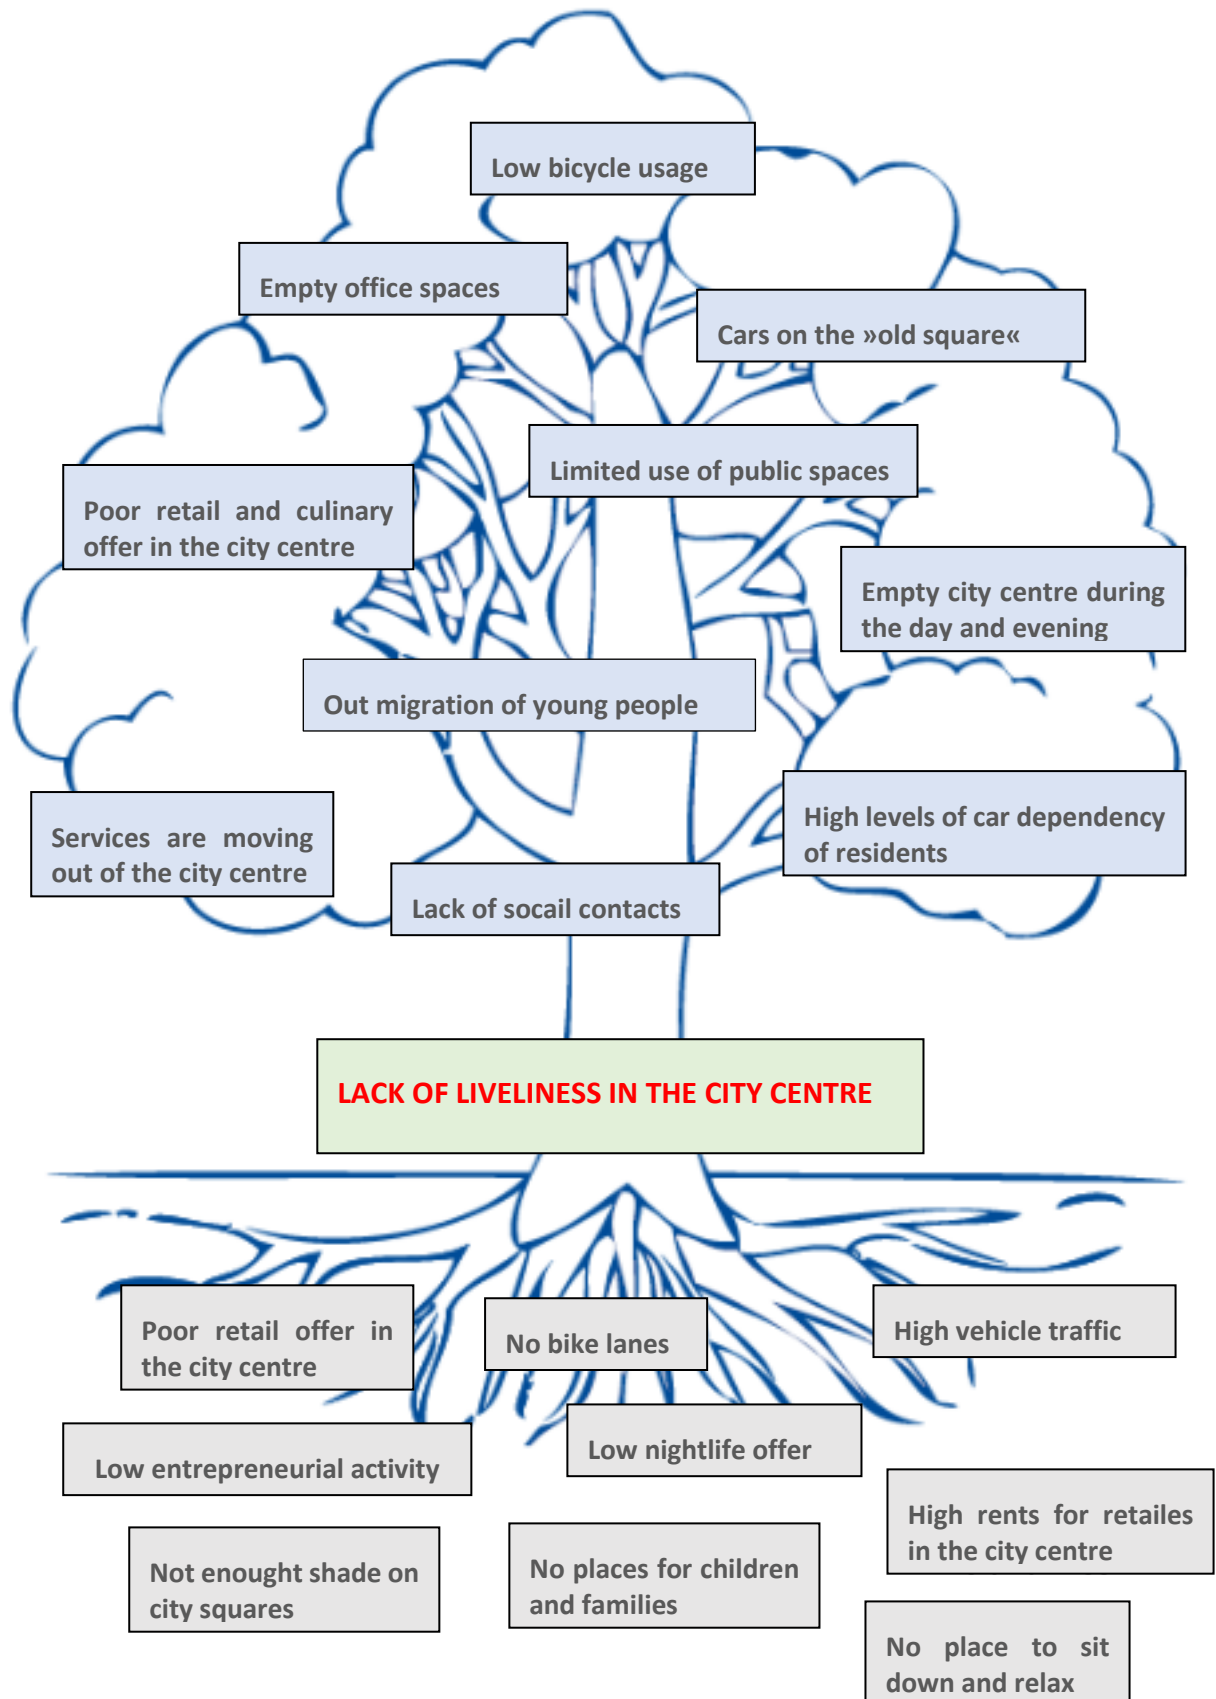 Low bicycle usage
Empty office spaces
Cars on the »old square«
Limited use of public spaces
Poor retail and culinary
offer in the city centre
Empty city centre during
the day and evening
Out migration of young people
Services are moving
out of the city centre
High levels of car dependency
of residents
Lack of socail contacts
LACK OF LIVELINESS IN THE CITY CENTRE
Poor retail offer in
the city centre
No bike lanes
High vehicle traffic
Low entrepreneurial activity
Low nightlife offer
High rents for retailes
in the city centre
Not enought shade on
city squares
No places for children
and families
No place to sit
down and relax